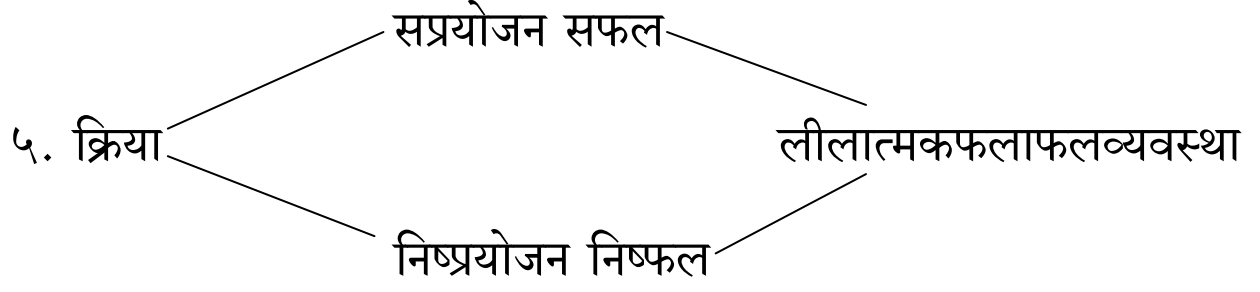 सप्रयोजन सफल
५. क्रिया
लीलात्मकफलाफलव्यवस्था
निष्प्रयोजन निष्फल